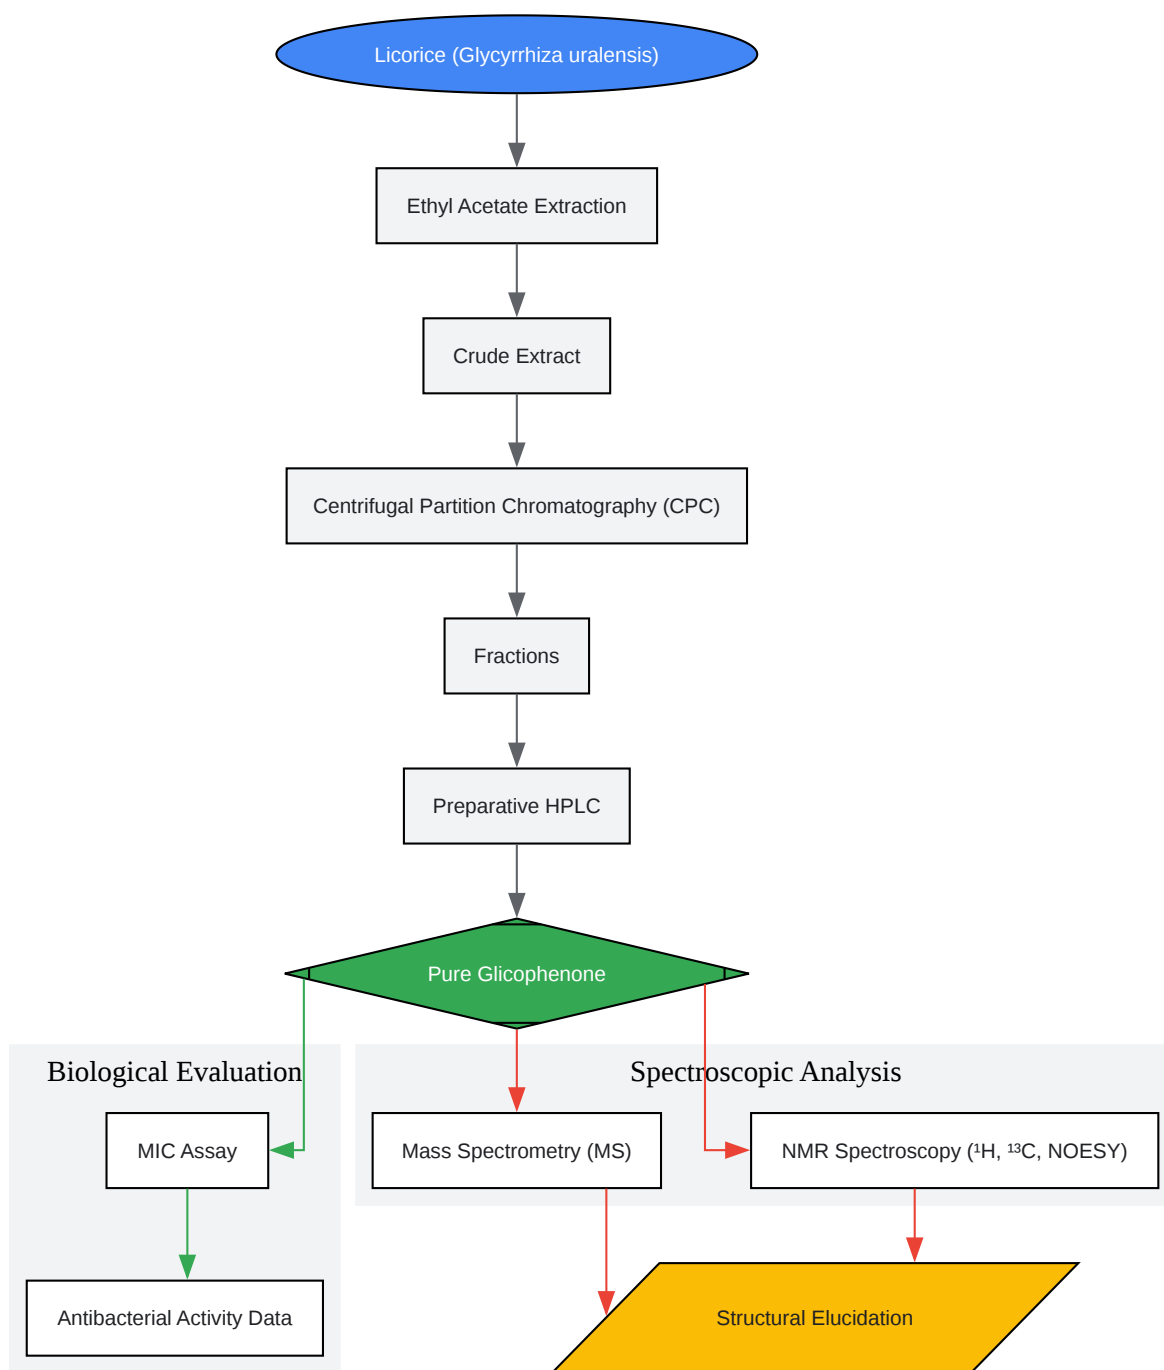 Licorice (Glycyrrhiza uralensis)
Ethyl Acetate Extraction
Crude Extract
Centrifugal Partition Chromatography (CPC)
Fractions
Preparative HPLC
Pure Glicophenone
Biological Evaluation
Spectroscopic Analysis
MIC Assay
Mass Spectrometry (MS)
NMR Spectroscopy (¹H, ¹³C, NOESY)
Antibacterial Activity Data
Structural Elucidation